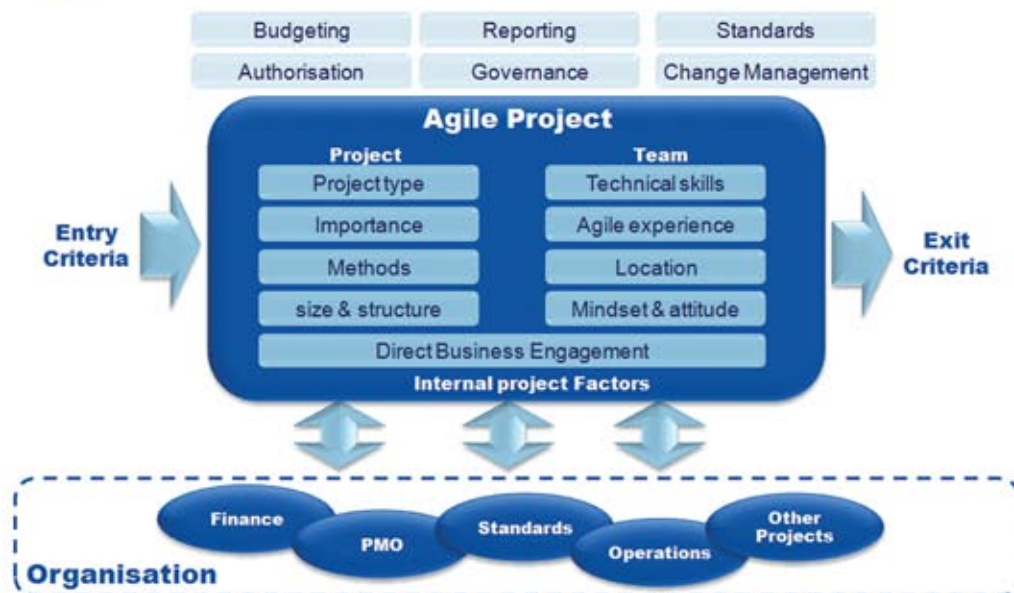 Budgeting
Reporting
Standards
Authorisation
Governance
Change Management
Agile Project
Project
Team
Project type
Technical skills
Importance
Agile experience
Methods
Location
size & structure
Mindset & attitude
Direct Business Engagement
Internal project Factors
Entry
Criteria
Exit
Criteria
Finance
PMO
Standards
Operations
Other
Projects
Organisation